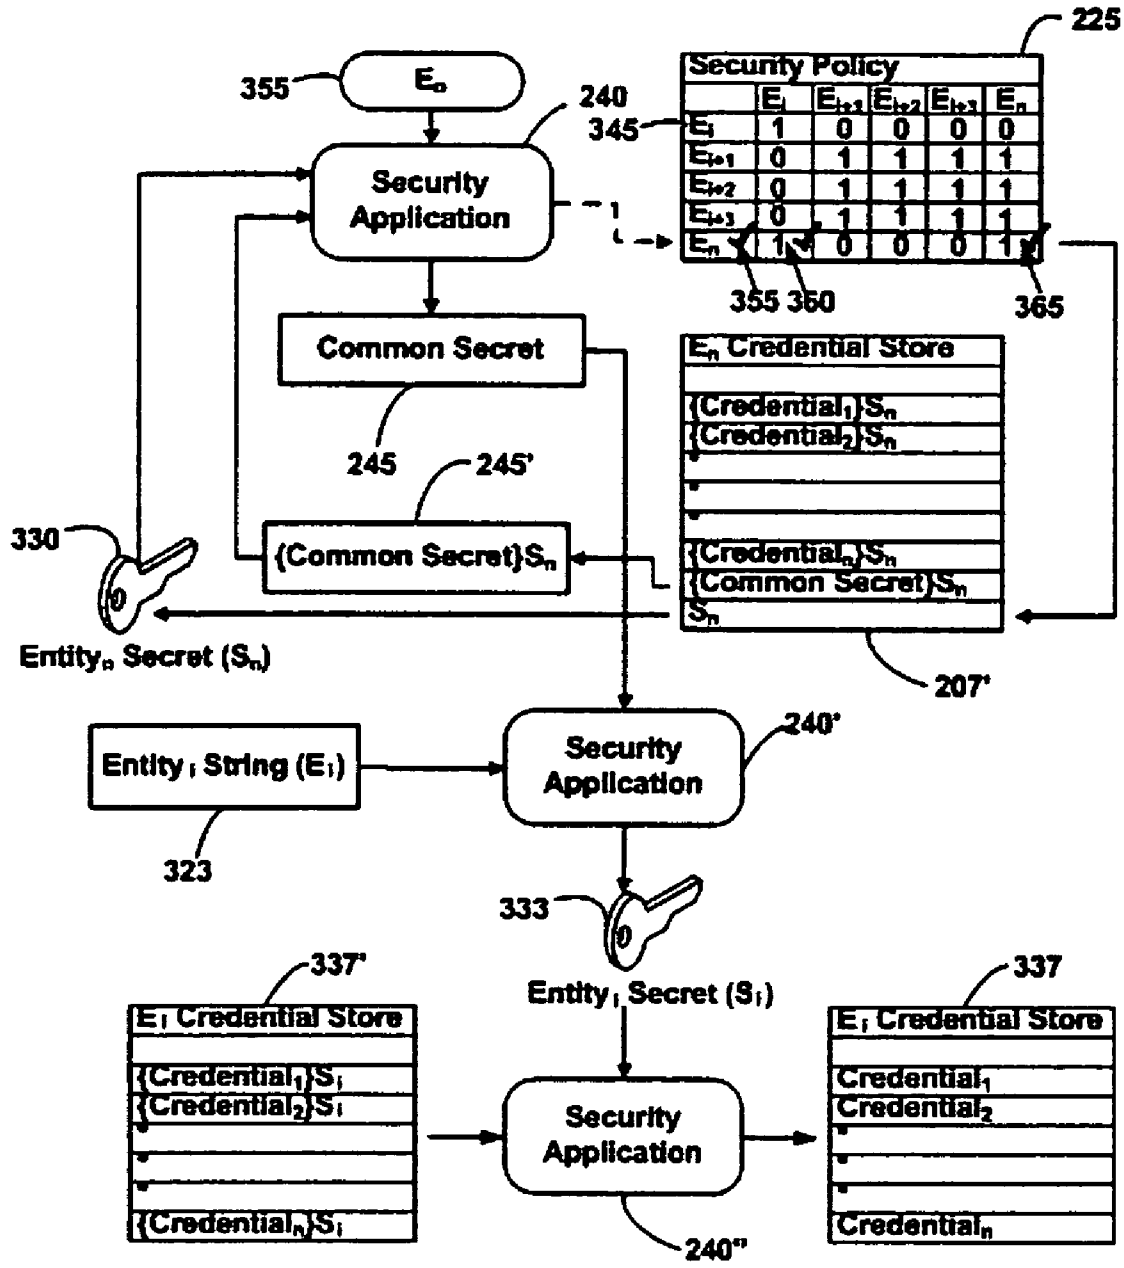 225
355
Eₙ
240
Security Policy
Eᵢ Eᵢ₊₁ Eᵢ₊₂ Eᵢ₊₃ Eₙ
345
Eᵢ 1 0 0 0 0
Eᵢ₊₁ 0 1 1 1 1
Eᵢ₊₂ 0 1 1 1 1
Eᵢ₊₃ 0 1 1 1 1
Eₙ 1 0 0 0 1
Security
Application
355 360
365
Common Secret
245
245'
Eₙ Credential Store
{Credential₁}Sₙ
{Credential₂}Sₙ
"
"
"
{Credentialₙ}Sₙ
{Common Secret}Sₙ
Sₙ
207'
{Common Secret}Sₙ
330
Entityₙ Secret (Sₙ)
240'
Entity ᵢ String (Eᵢ)
323
Security
Application
333
Entity ᵢ Secret (Sᵢ)
337'
Eᵢ Credential Store
{Credential₁}Sᵢ
{Credential₂}Sᵢ
"
"
"
{Credentialₙ}Sᵢ
Security
Application
240"
337
Eᵢ Credential Store
Credential₁
Credential₂
"
"
"
Credentialₙ